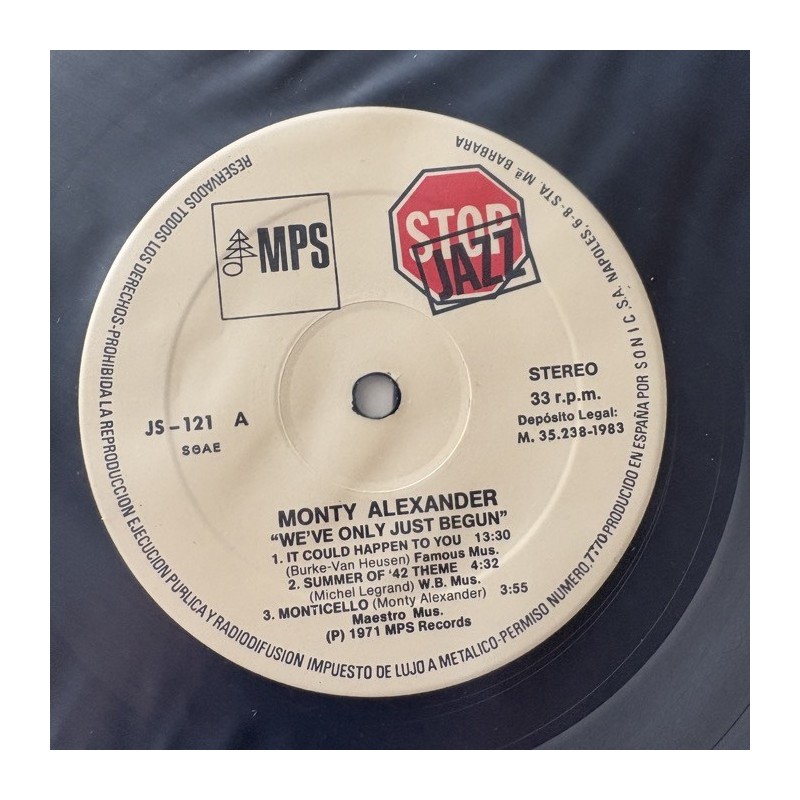 MPS
STOP
JAZZ
STEREO
33 r.p.m.
Depósito Legal:
M. 35.238-1983
JS-121 A
SGAE
MONTY ALEXANDER
"WE'VE ONLY JUST BEGUN"
1. IT COULD HAPPEN TO YOU 13:30
(Burke-Van Heusen) Famous Mus.
2. SUMMER OF '42 THEME 4:32
(Michel Legrand) W.B. Mus.
3. MONTICELLO (Monty Alexander) 3:55
Maestro Mus.
(P) 1971 MPS Records
RESERVADOS TODOS LOS DERECHOS-PROHIBIDA LA REPRODUCCION EJECUCION PUBLICA Y RADIODIFUSION IMPUESTO DE LUJO A METALICO-PERMISO NUMERO.7.710 PRODUCIDO EN ESPAÑA POR SONIC, S.A. NAPOLES, 6-8-STA. Mª BARBARA